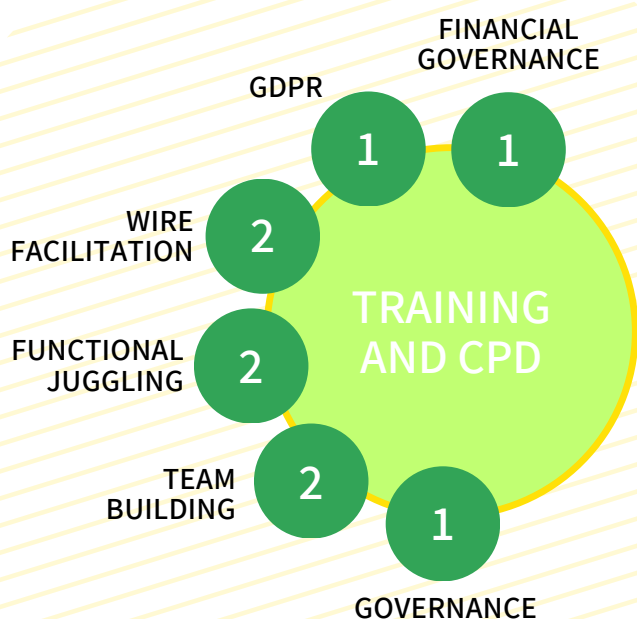 FINANCIAL
GOVERNANCE
1
GDPR
1
WIRE
FACILITATION
2
FUNCTIONAL
JUGGLING
2
TEAM
BUILDING
2
GOVERNANCE
1
TRAINING
AND CPD